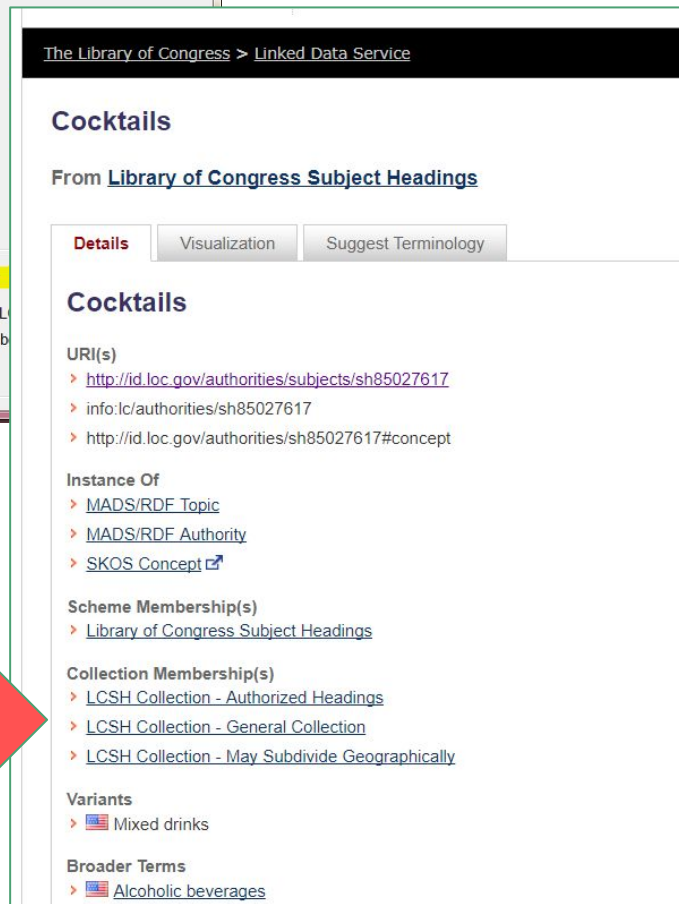 The Library of Congress > Linked Data Service
Cocktails
From Library of Congress Subject Headings
Details Visualization Suggest Terminology
Cocktails
URI(s)
http://id.loc.gov/authorities/subjects/sh85027617
info:lc/authorities/sh85027617
http://id.loc.gov/authorities/sh85027617#concept
Instance Of
MADS/RDF Topic
MADS/RDF Authority
SKOS Concept
Scheme Membership(s)
Library of Congress Subject Headings
Collection Membership(s)
LCSH Collection - Authorized Headings
LCSH Collection - General Collection
LCSH Collection - May Subdivide Geographically
Variants
Mixed drinks
Broader Terms
Alcoholic beverages